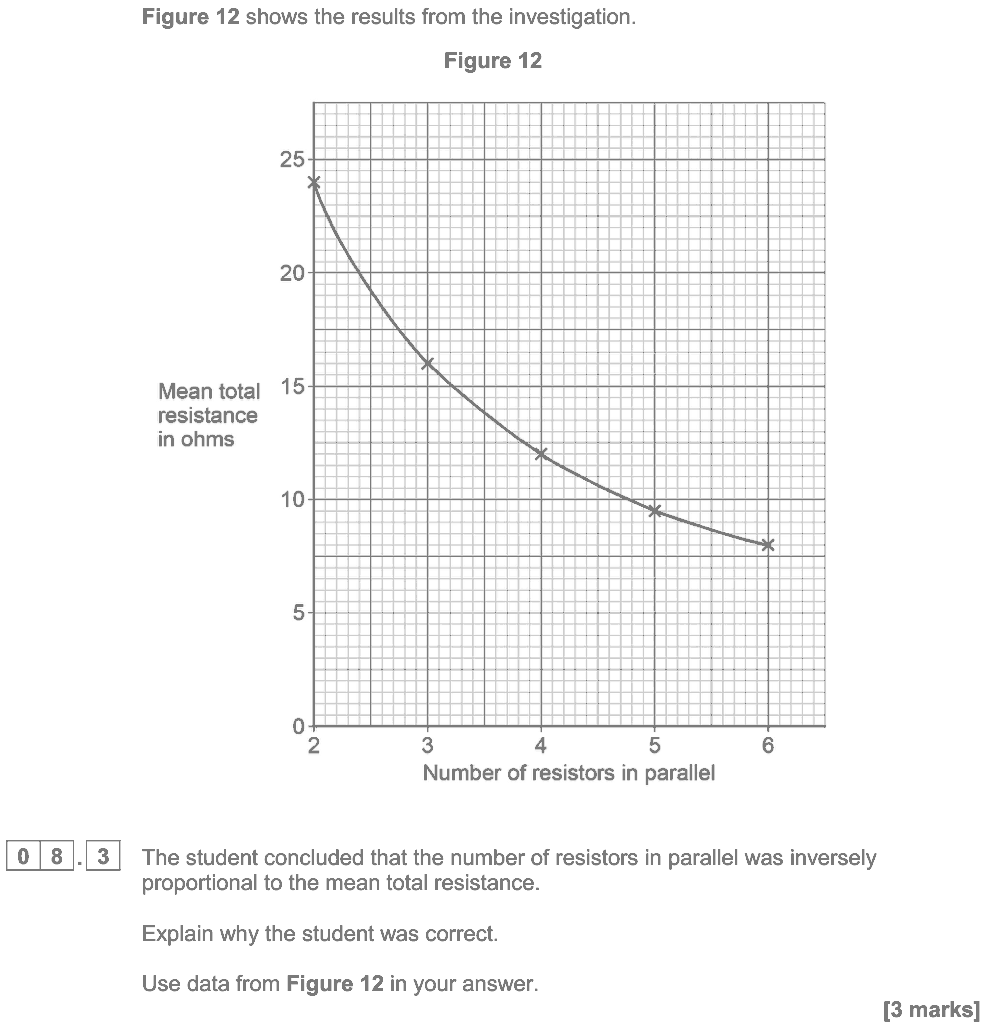 Figure 12 shows the results from the investigation.
Figure 12
25
20
15
10
5
0
Mean total
resistance
in ohms
2 3 4 5 6
Number of resistors in parallel
0 8 . 3 The student concluded that the number of resistors in parallel was inversely
proportional to the mean total resistance.
Explain why the student was correct.
Use data from Figure 12 in your answer.
[3 marks]